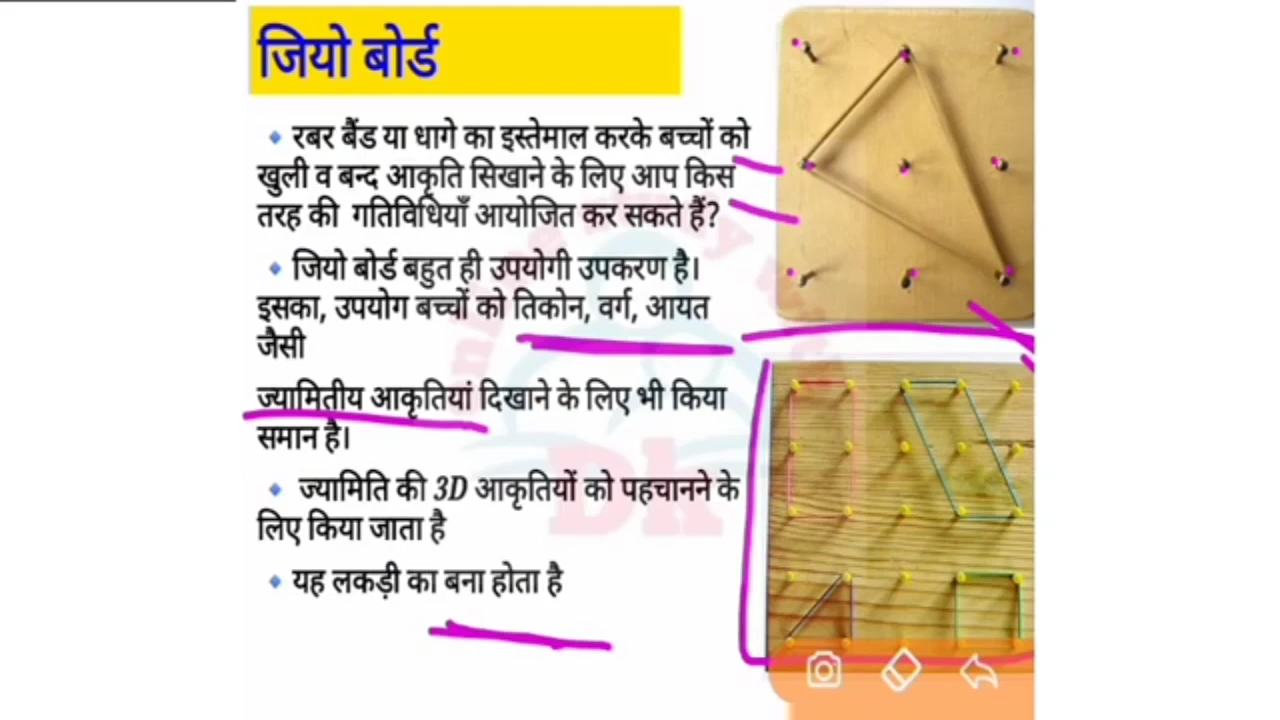 जियो बोर्ड
रबर बैंड या धागे का इस्तेमाल करके बच्चों को
खुली व बन्द आकृति सिखाने के लिए आप किस
तरह की गतिविधियाँ आयोजित कर सकते हैं?
जियो बोर्ड बहुत ही उपयोगी उपकरण है।
इसका, उपयोग बच्चों को तिकोन, वर्ग, आयत
जैसी
ज्यामितीय आकृतियां दिखाने के लिए भी किया
समान है।
ज्यामिति की 3D आकृतियों को पहचानने के
लिए किया जाता है
यह लकड़ी का बना होता है
Dk